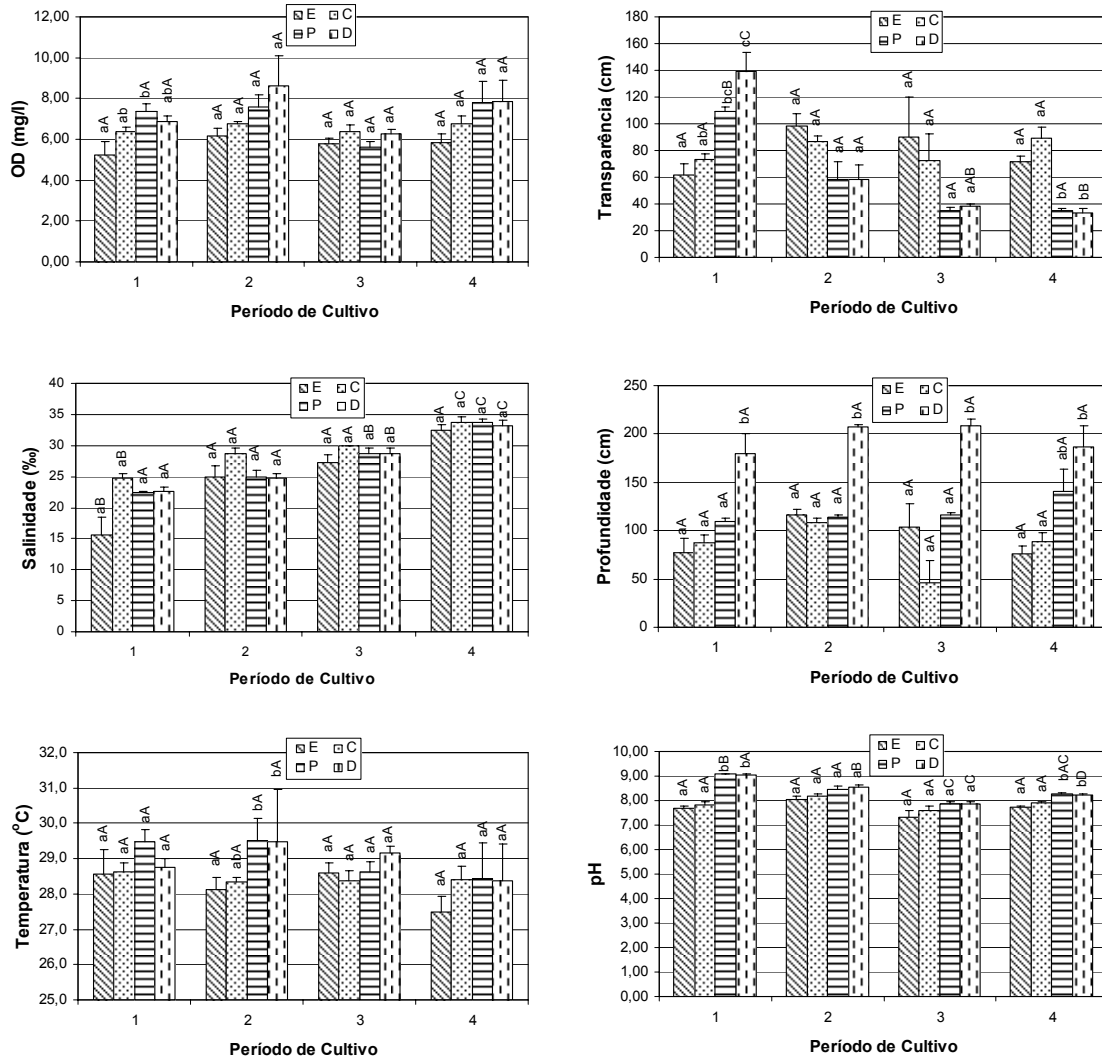 12,00
10,00
8,00
6,00
4,00
2,00
0,00
OD (mg/l)
E C
P D
aA ab bA abA
aA aA aA aA
aA aA aA aA
aA aA aA aA
1 2 3 4
Período de Cultivo
180
160
140
120
100
80
60
40
20
0
Transparência (cm)
E C
P D
aA abA bcB cC
aA aA aA aA
aA aA aA aAB
aA aA bA bB
1 2 3 4
Período de Cultivo
40
35
30
25
20
15
10
5
0
Salinidade (‰)
E C
P D
aB aB aA aA
aA aA aA aA
aA aA aB aB
aA aC aC aC
1 2 3 4
Período de Cultivo
250
200
150
100
50
0
Profundidade (cm)
E C
P D
aA aA aA bA
aA aA aA bA
aA aA aA bA
aA aA abA bA
1 2 3 4
Período de Cultivo
32,0
31,0
30,0
29,0
28,0
27,0
26,0
25,0
Temperatura (°C)
E C
P D
aA aA aA aA
aA abA bA bA
aA aA aA aA
aA aA aA aA
1 2 3 4
Período de Cultivo
10,00
9,00
8,00
7,00
6,00
5,00
4,00
3,00
2,00
1,00
0,00
pH
E C
P D
aA aA bB bA
aA aA aA aB
aA aA aC aC
aA aA bAC bD
1 2 3 4
Período de Cultivo